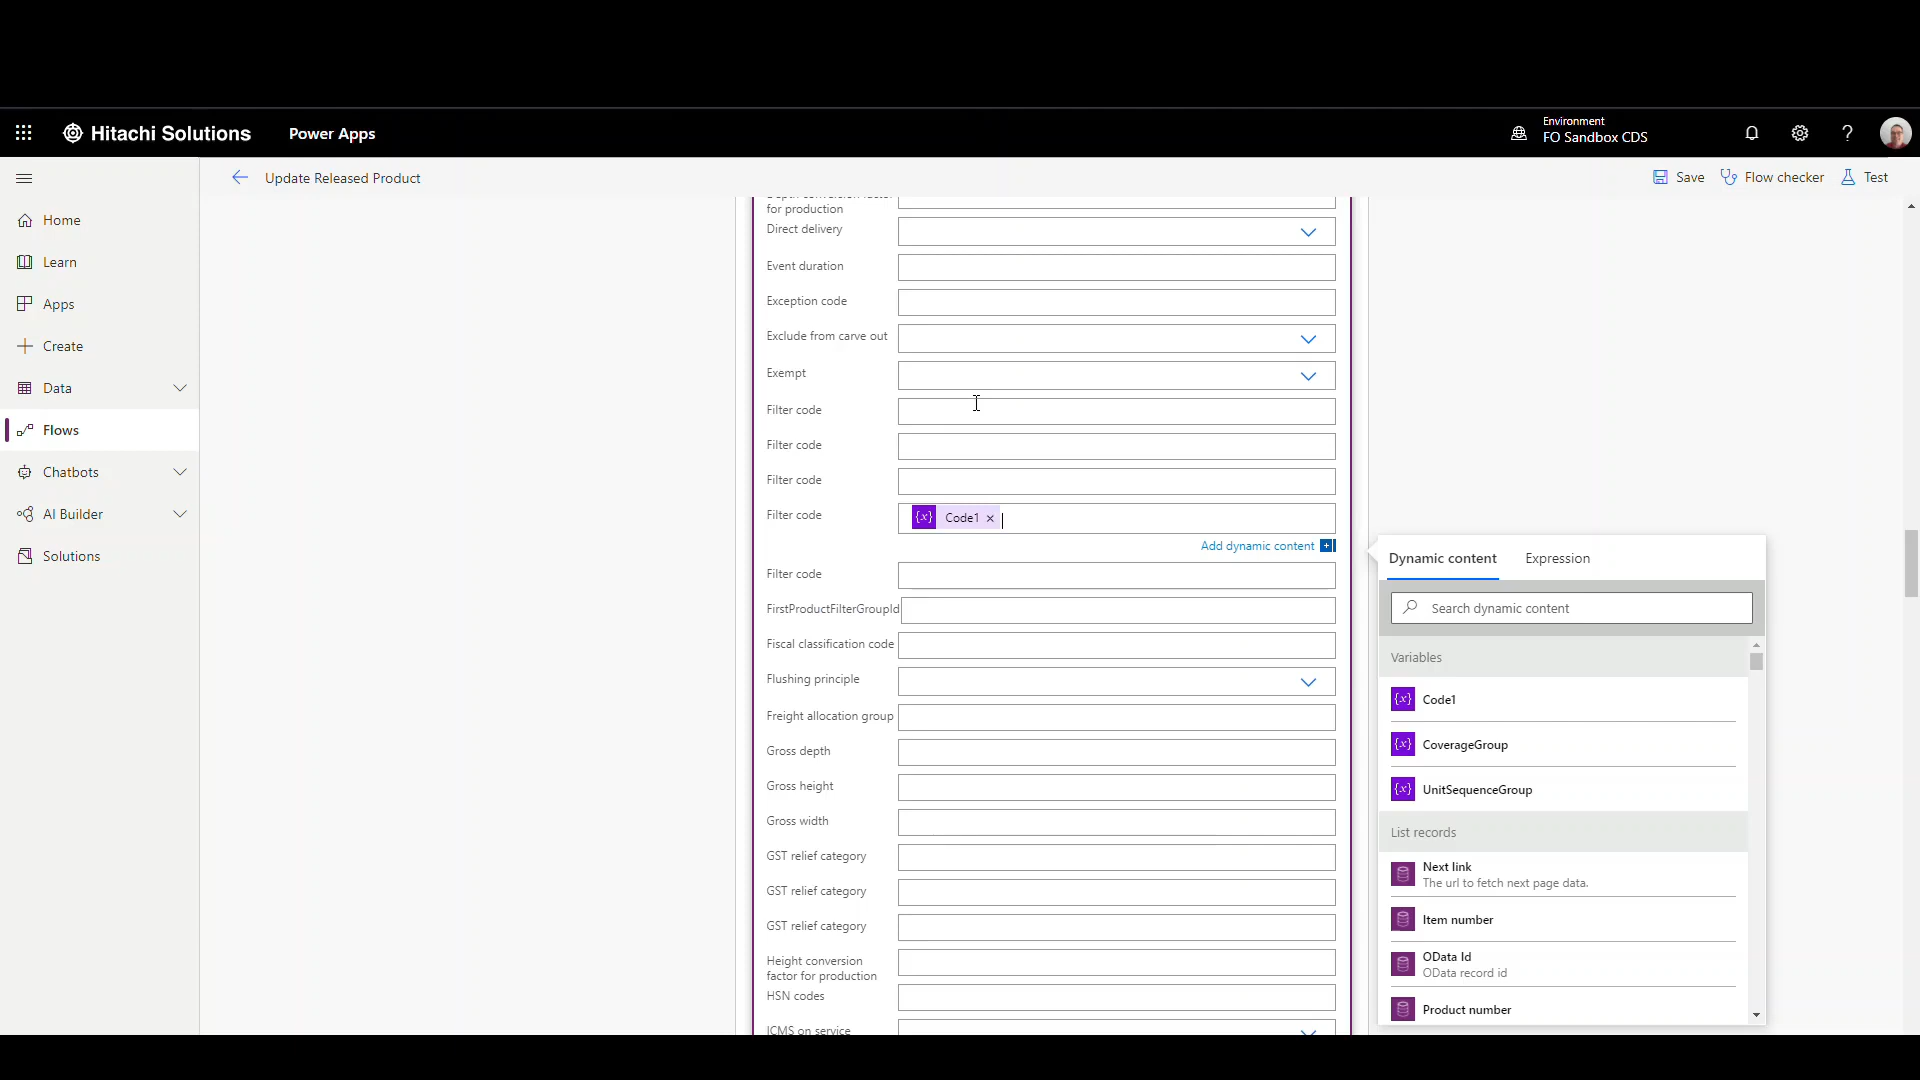 Hitachi Solutions
Power Apps
Environment
FO Sandbox CDS
?
Update Released Product
Save
Flow checker
Test
Home
Learn
Apps
Create
Data
Flows
Chatbots
AI Builder
Solutions
for production
Direct delivery
Event duration
Exception code
Exclude from carve out
Exempt
Filter code
Filter code
Filter code
Filter code
{x} Code1 ×
Add dynamic content
Filter code
FirstProductFilterGroupId
Fiscal classification code
Flushing principle
Freight allocation group
Gross depth
Gross height
Gross width
GST relief category
GST relief category
GST relief category
Height conversion
factor for production
HSN codes
ICMS on service
Dynamic content
Expression
Search dynamic content
Variables
{x} Code1
{x} CoverageGroup
{x} UnitSequenceGroup
List records
Next link
The url to fetch next page data.
Item number
OData Id
OData record id
Product number